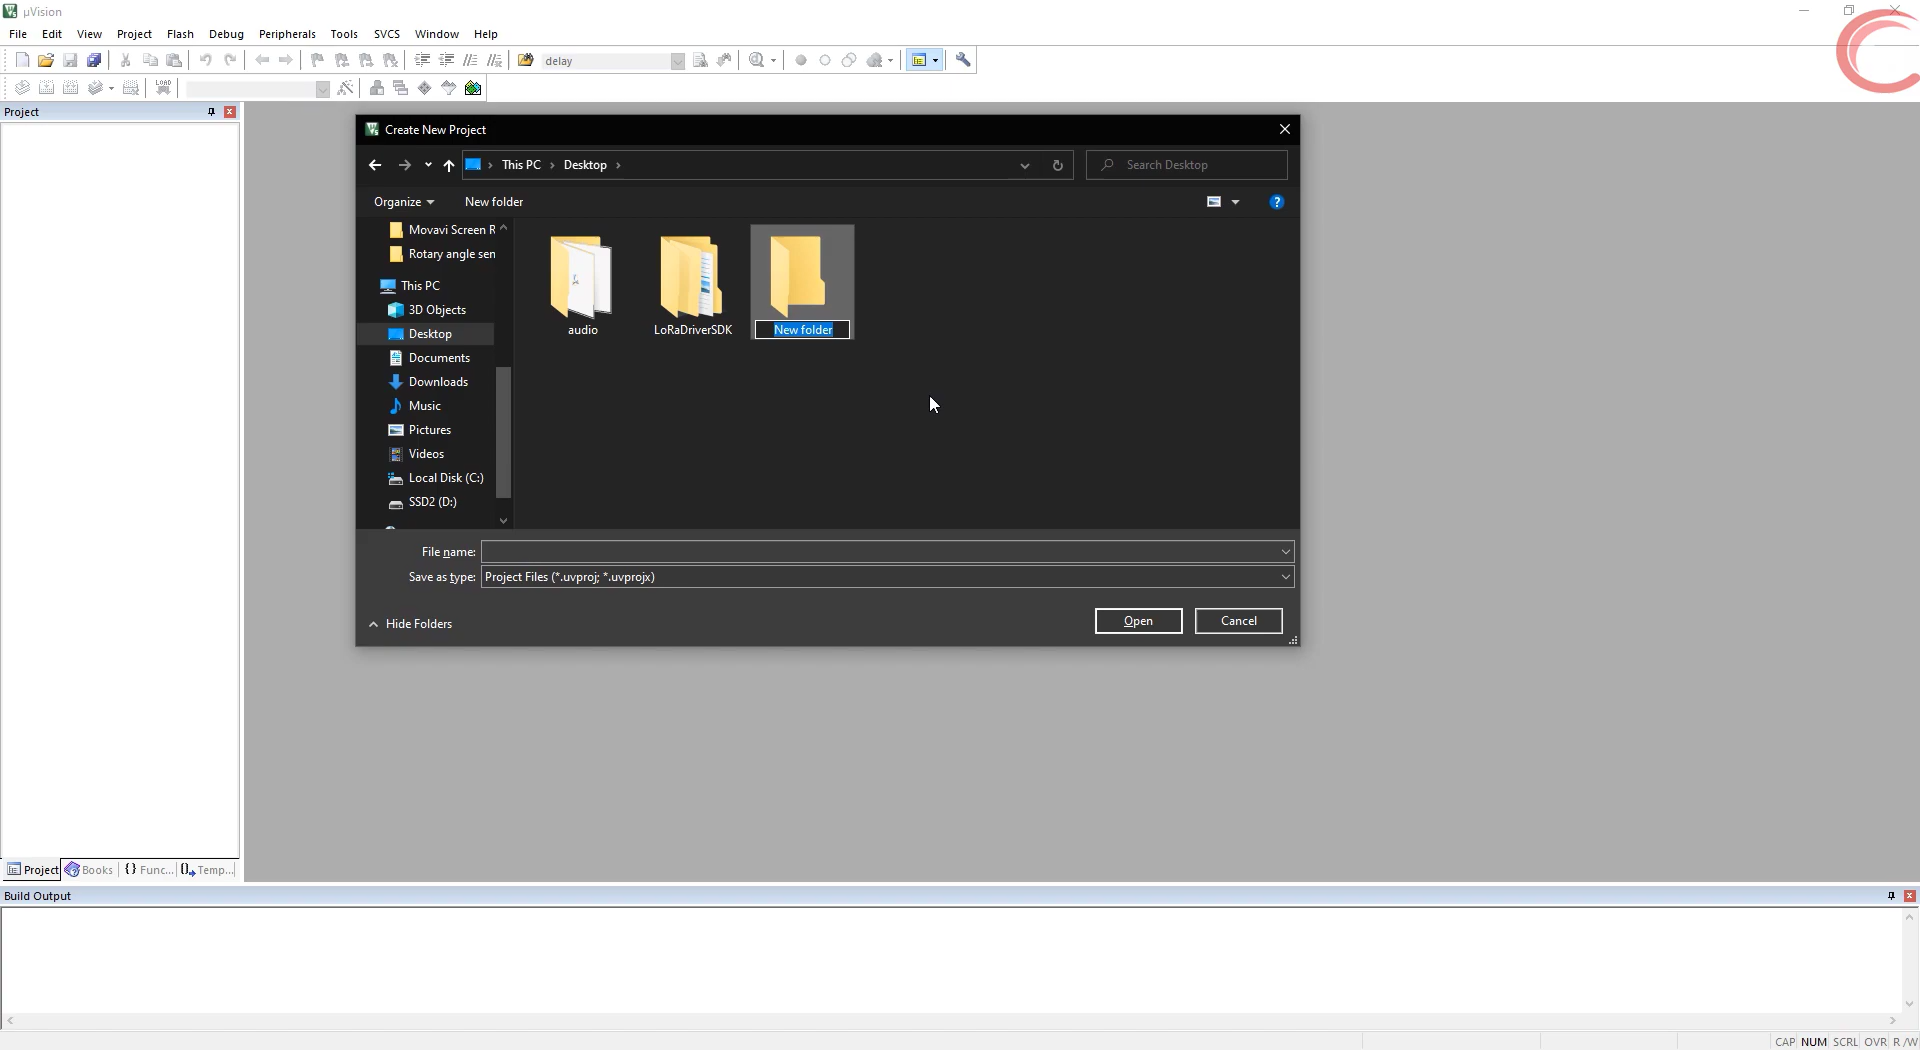 µVision
File Edit View Project Flash Debug Peripherals Tools SVCS Window Help
delay
LOAD
Project
Create New Project
This PC Desktop
Search Desktop
Organize New folder
Movavi Screen R
Rotary angle sen
This PC
3D Objects
Desktop
Documents
Downloads
Music
Pictures
Videos
Local Disk (C:)
SSD2 (D:)
audio
LoRaDriverSDK
New folder
File name:
Save as type: Project Files (*.uvproj; *.uvprojx)
Hide Folders
Open Cancel
Project Books {} Func... Temp...
Build Output
CAP NUM SCRL OVR R /W